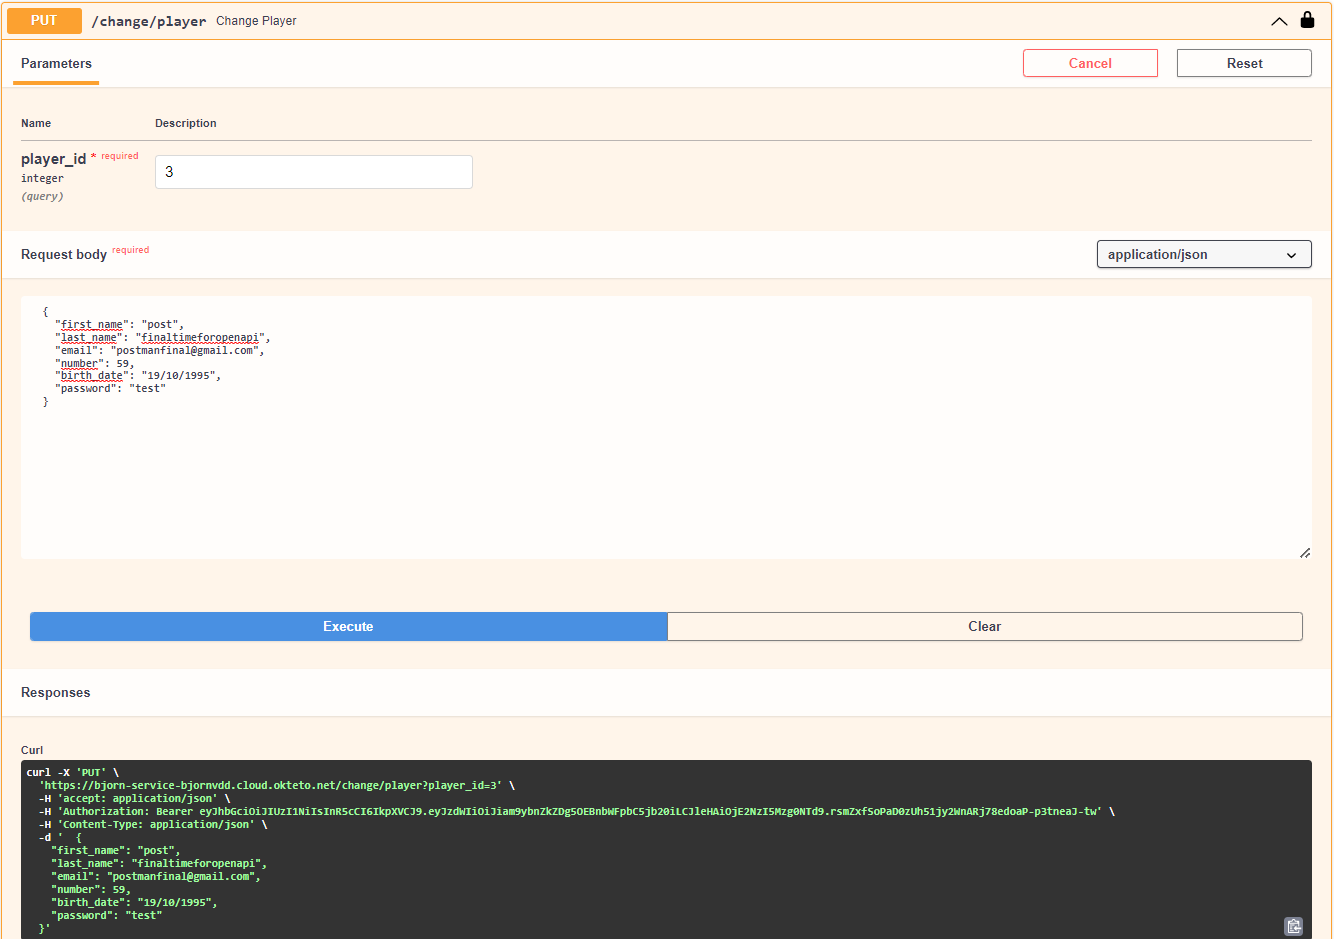 PUT /change/player Change Player
Parameters
Cancel
Reset
Name Description
player_id * required
integer
(query)
3
Request body required
application/json
{
"first_name": "post",
"last_name": "finaltimeforopenapi",
"email": "postmanfinal@gmail.com",
"number": 59,
"birth_date": "19/10/1995",
"password": "test"
}
Execute
Clear
Responses
Curl
curl -X 'PUT' \
'https://bjorn-service-bjornvdd.cloud.okteto.net/change/player?player_id=3' \
-H 'accept: application/json' \
-H 'Authorization: Bearer eyJhbGciOiJIUzI1NiIsInR5cCI6IkpXVCJ9.eyJzdWIiOiJiam9ybnZkZDg5OEBnbWFpbC5jb20iLCJleHAiOjE2NzI5Mzg0NTd9.rsmZxfSoPaD0zUh51jy2WnARj78edoaP-p3tneaJ-tw' \
-H 'Content-Type: application/json' \
-d ' {
"first_name": "post",
"last_name": "finaltimeforopenapi",
"email": "postmanfinal@gmail.com",
"number": 59,
"birth_date": "19/10/1995",
"password": "test"
}'